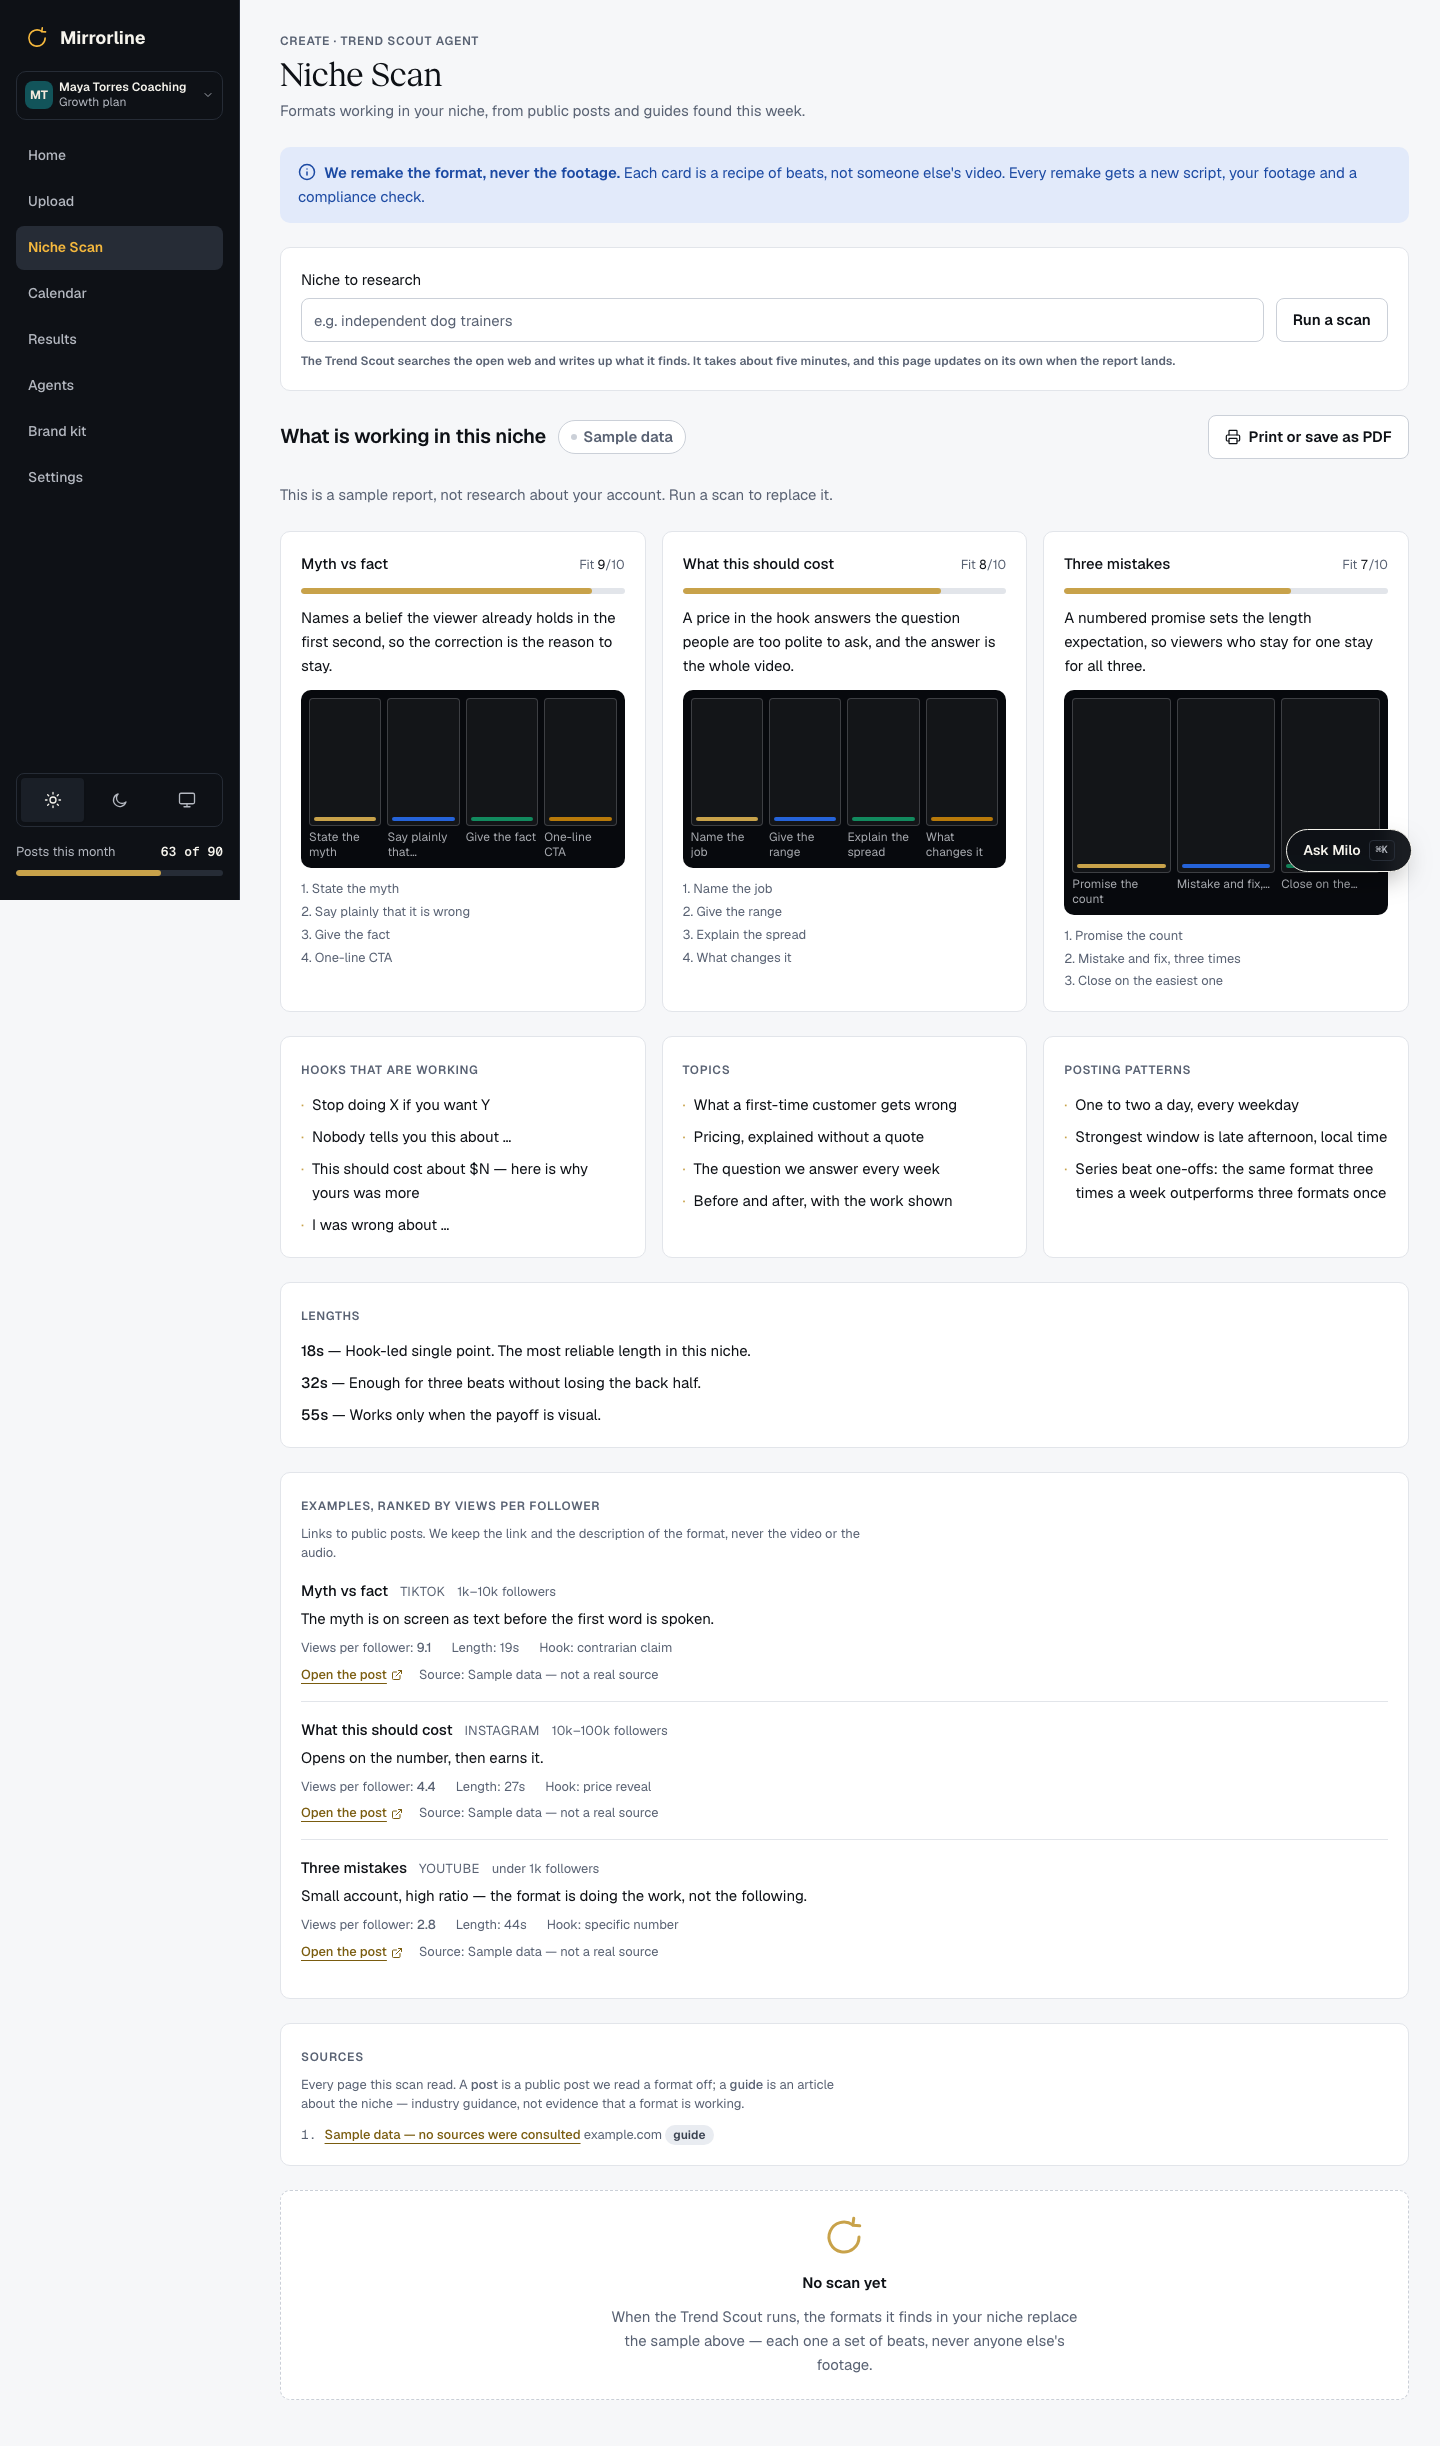 Mirrorline
MT
Maya Torres Coaching
Growth plan
Home
Upload
Niche Scan
Calendar
Results
Agents
Brand kit
Settings
Posts this month
63 of 90
CREATE · TREND SCOUT AGENT
Niche Scan
Formats working in your niche, from public posts and guides found this week.
We remake the format, never the footage. Each card is a recipe of beats, not someone else's video. Every remake gets a new script, your footage and a
compliance check.
Niche to research
e.g. independent dog trainers
Run a scan
The Trend Scout searches the open web and writes up what it finds. It takes about five minutes, and this page updates on its own when the report lands.
What is working in this niche
Sample data
Print or save as PDF
This is a sample report, not research about your account. Run a scan to replace it.
Myth vs fact
Fit 9/10
Names a belief the viewer already holds in the
first second, so the correction is the reason to
stay.
State the
myth
Say plainly
that…
Give the fact
One-line
CTA
1. State the myth
2. Say plainly that it is wrong
3. Give the fact
4. One-line CTA
What this should cost
Fit 8/10
A price in the hook answers the question
people are too polite to ask, and the answer is
the whole video.
Name the
job
Give the
range
Explain the
spread
What
changes it
1. Name the job
2. Give the range
3. Explain the spread
4. What changes it
Three mistakes
Fit 7/10
A numbered promise sets the length
expectation, so viewers who stay for one stay
for all three.
Promise the
count
Mistake and fix,…
Close on the…
Ask Milo ⌘K
1. Promise the count
2. Mistake and fix, three times
3. Close on the easiest one
HOOKS THAT ARE WORKING
· Stop doing X if you want Y
· Nobody tells you this about …
· This should cost about $N — here is why
yours was more
· I was wrong about …
TOPICS
· What a first-time customer gets wrong
· Pricing, explained without a quote
· The question we answer every week
· Before and after, with the work shown
POSTING PATTERNS
· One to two a day, every weekday
· Strongest window is late afternoon, local time
· Series beat one-offs: the same format three
times a week outperforms three formats once
LENGTHS
18s — Hook-led single point. The most reliable length in this niche.
32s — Enough for three beats without losing the back half.
55s — Works only when the payoff is visual.
EXAMPLES, RANKED BY VIEWS PER FOLLOWER
Links to public posts. We keep the link and the description of the format, never the video or the
audio.
Myth vs fact TIKTOK 1k–10k followers
The myth is on screen as text before the first word is spoken.
Views per follower: 9.1 Length: 19s Hook: contrarian claim
Open the post Source: Sample data — not a real source
What this should cost INSTAGRAM 10k–100k followers
Opens on the number, then earns it.
Views per follower: 4.4 Length: 27s Hook: price reveal
Open the post Source: Sample data — not a real source
Three mistakes YOUTUBE under 1k followers
Small account, high ratio — the format is doing the work, not the following.
Views per follower: 2.8 Length: 44s Hook: specific number
Open the post Source: Sample data — not a real source
SOURCES
Every page this scan read. A post is a public post we read a format off; a guide is an article
about the niche — industry guidance, not evidence that a format is working.
1. Sample data — no sources were consulted example.com guide
No scan yet
When the Trend Scout runs, the formats it finds in your niche replace
the sample above — each one a set of beats, never anyone else's
footage.